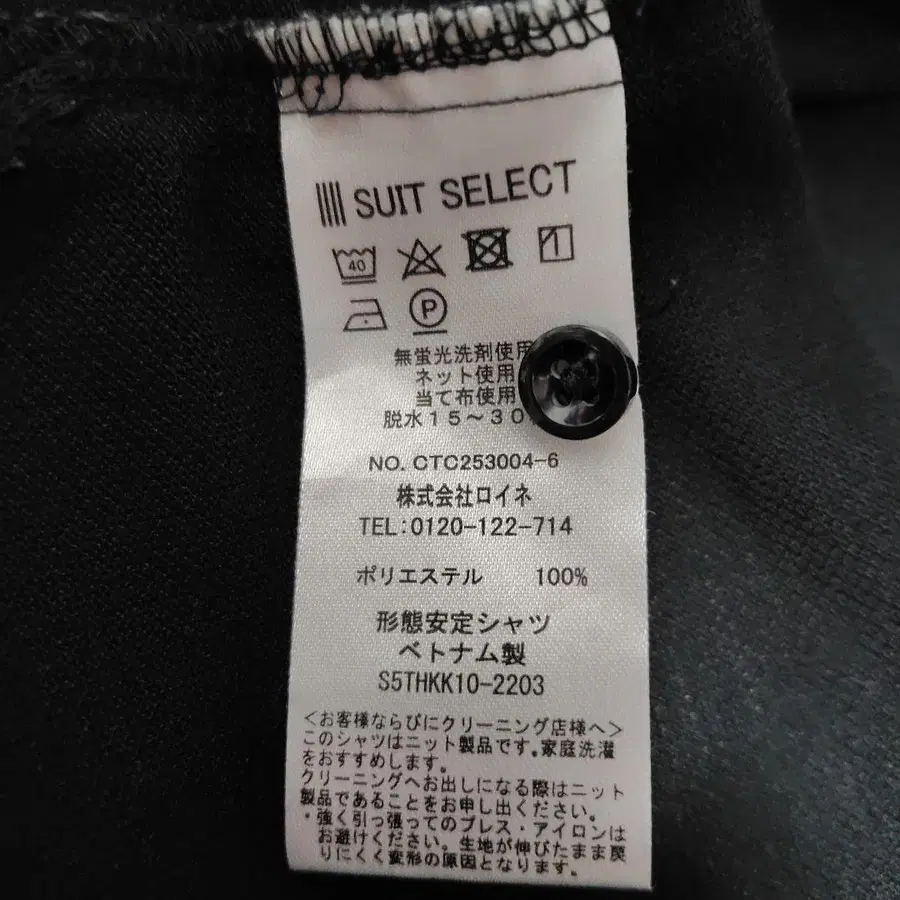 SUIT SELECT
40
P
無蛍光洗剤使用
ネット使用
当て布使用
脱水15～30
NO. CTC253004-6
株式会社ロイネ
TEL:0120-122-714
ポリエステル 100%
形態安定シャツ
ベトナム製
S5THKK10-2203
＜お客様ならびにクリーニング店様へ＞
このシャツはニット製品です。家庭洗濯
をおすすめします。
クリーニングへお出しになる際はニット
製品であることをお申し出ください。
・強く引っ張ってのプレス・アイロンは
お避けください。生地が伸びたまま戻
りにくく変形の原因となります。